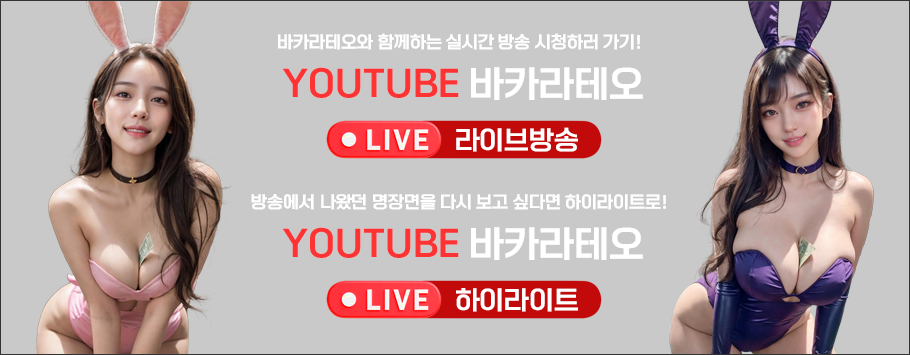 바카라테오와 함께하는 실시간 방송 시청하러 가기!
YOUTUBE 바카라테오
LIVE 라이브방송
방송에서 나왔던 명장면을 다시 보고 싶다면 하이라이트로!
YOUTUBE 바카라테오
LIVE 하이라이트